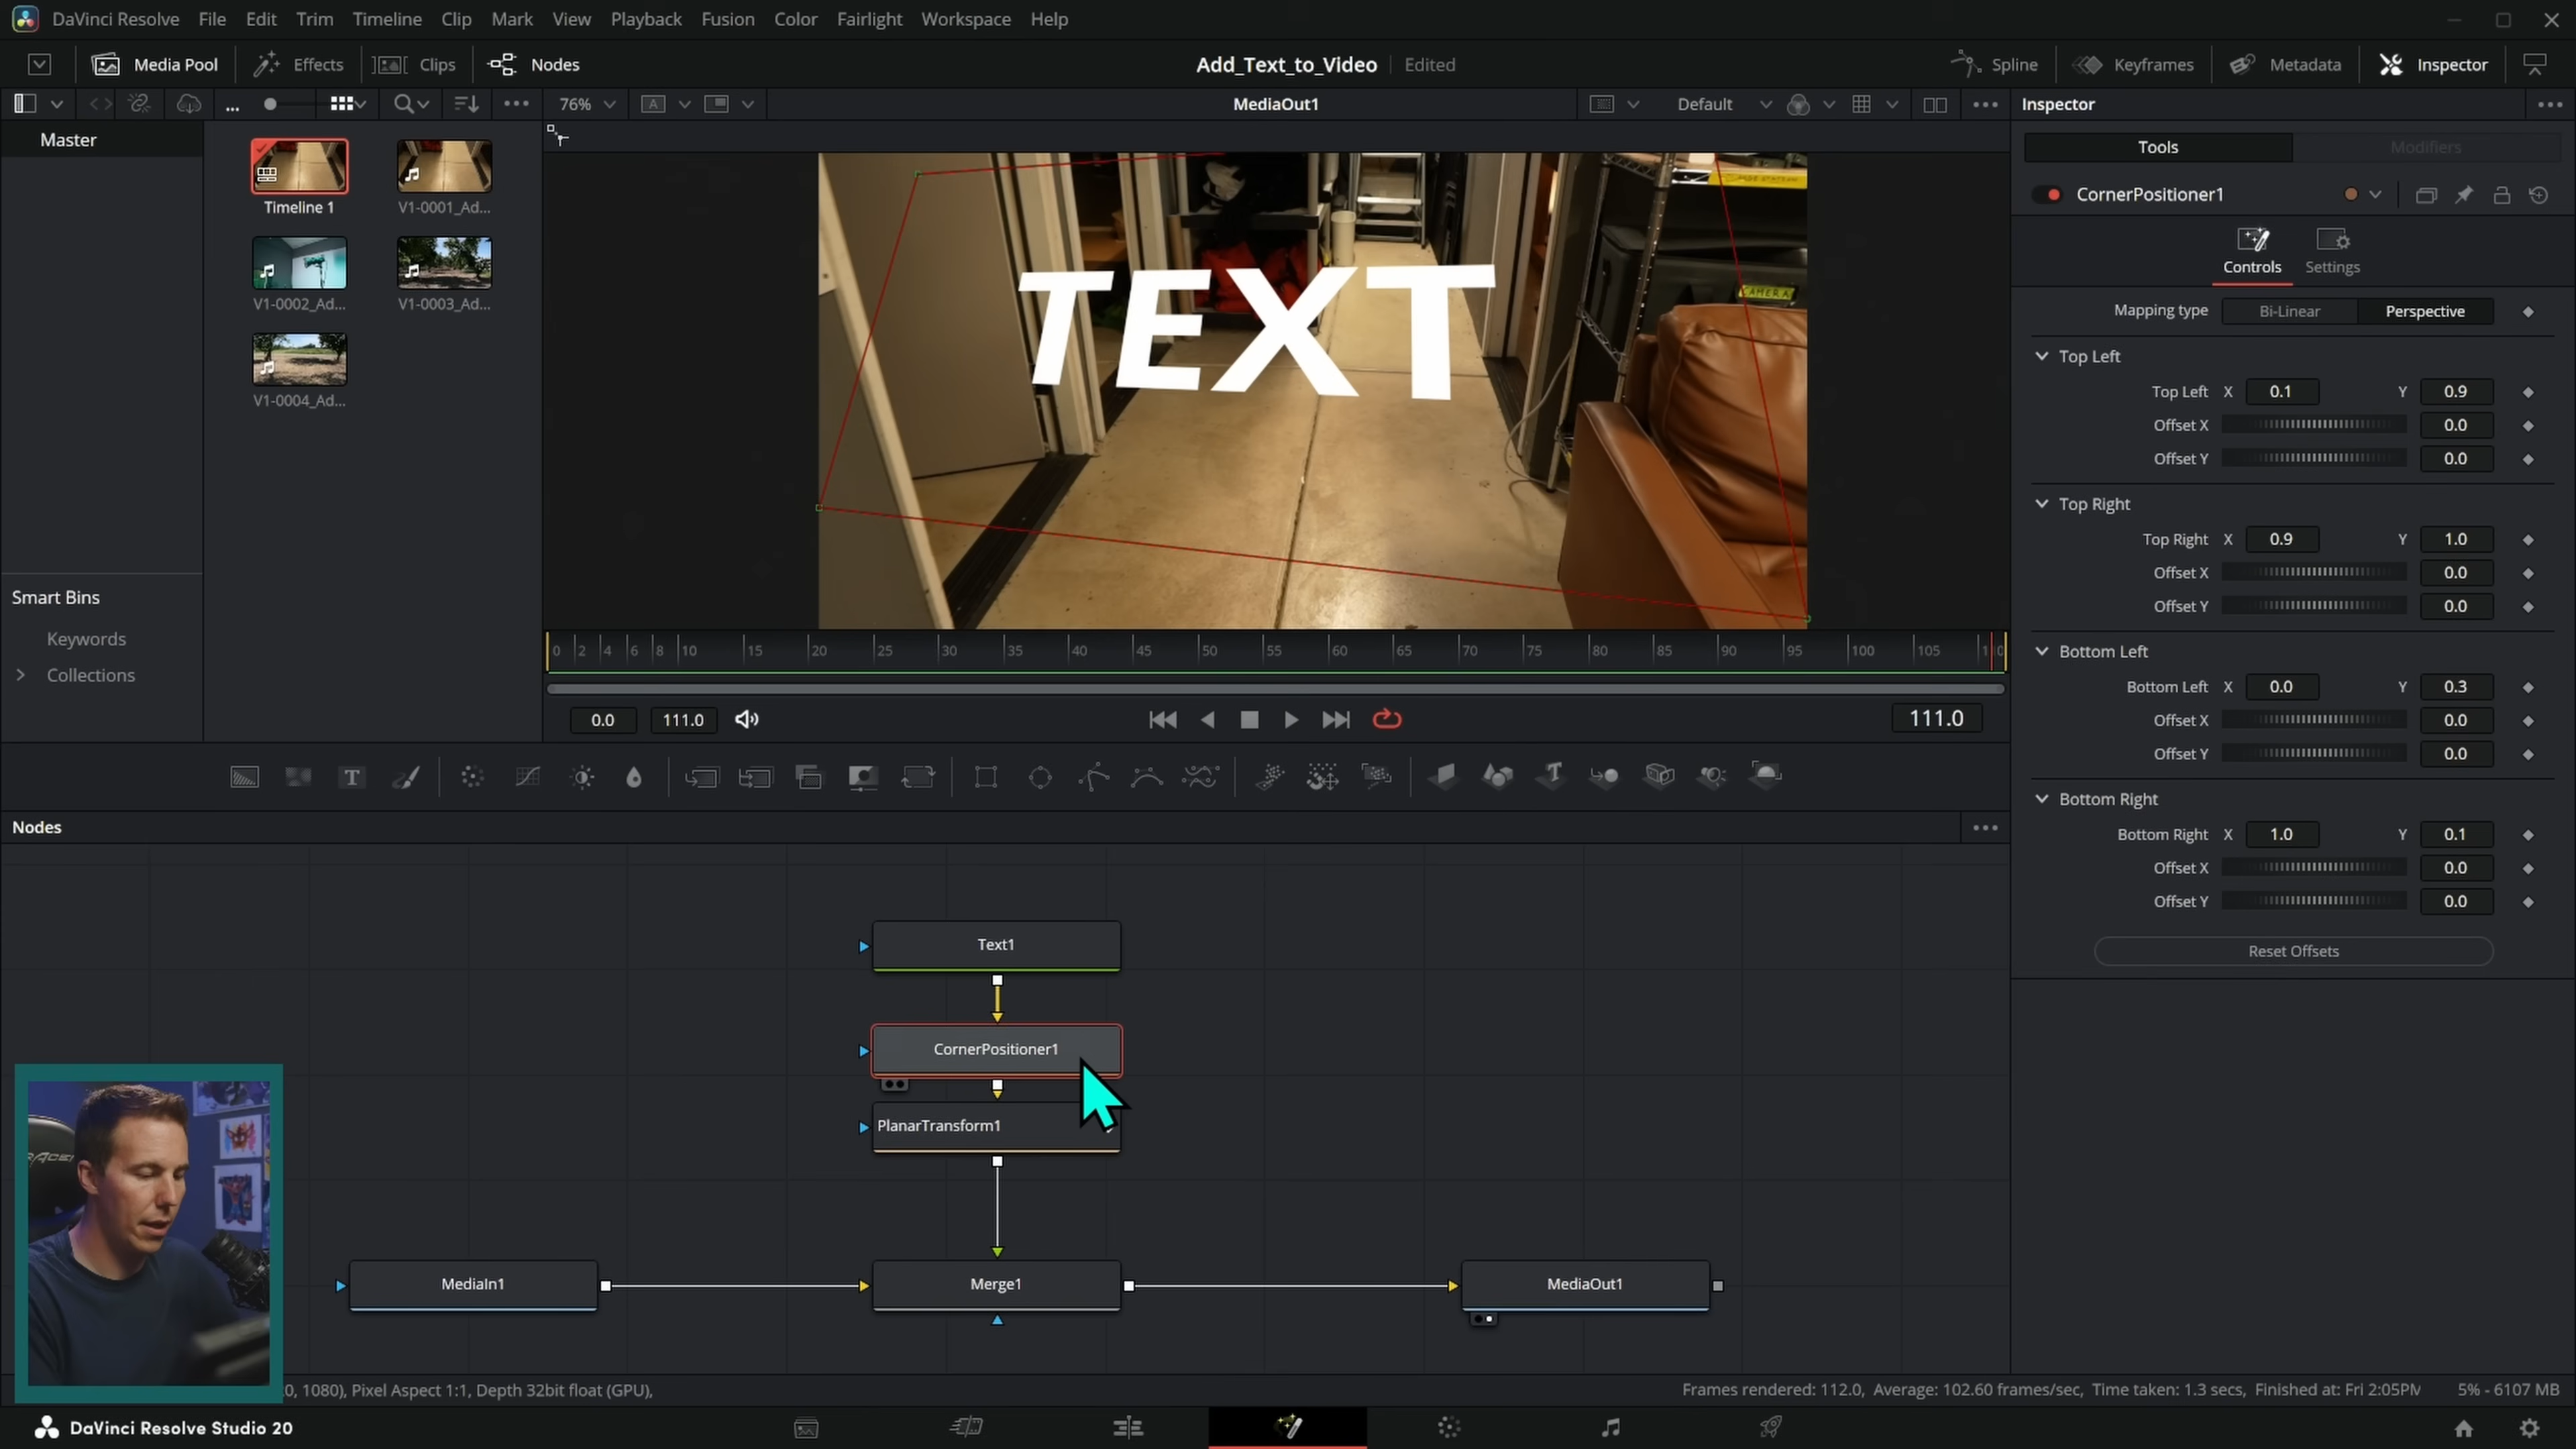 DaVinci Resolve File Edit Trim Timeline Clip Mark View Playback Fusion Color Fairlight Workspace Help
Media Pool Effects Clips Nodes Add_Text_to_Video Edited Spline Keyframes Metadata Inspector
... 76% A MediaOut1 Default Inspector
Master
Timeline 1 V1-0001_Ad...
V1-0002_Ad... V1-0003_Ad...
V1-0004_Ad...
Smart Bins
Keywords
Collections
TEXT
CAMERA
0 2 4 6 8 10 15 20 25 30 35 40 45 50 55 60 65 70 75 80 85 90 95 100 105
0.0 111.0 111.0
Tools Modifiers
CornerPositioner1
Controls Settings
Mapping type Bi-Linear Perspective
Top Left
Top Left X 0.1 Y 0.9
Offset X 0.0
Offset Y 0.0
Top Right
Top Right X 0.9 Y 1.0
Offset X 0.0
Offset Y 0.0
Bottom Left
Bottom Left X 0.0 Y 0.3
Offset X 0.0
Offset Y 0.0
Bottom Right
Bottom Right X 1.0 Y 0.1
Offset X 0.0
Offset Y 0.0
Reset Offsets
Nodes
Text1
CornerPositioner1
PlanarTransform1
MediaIn1 Merge1 MediaOut1
0, 1080), Pixel Aspect 1:1, Depth 32bit float (GPU),
Frames rendered: 112.0, Average: 102.60 frames/sec, Time taken: 1.3 secs, Finished at: Fri 2:05PM 5% - 6107 MB
DaVinci Resolve Studio 20